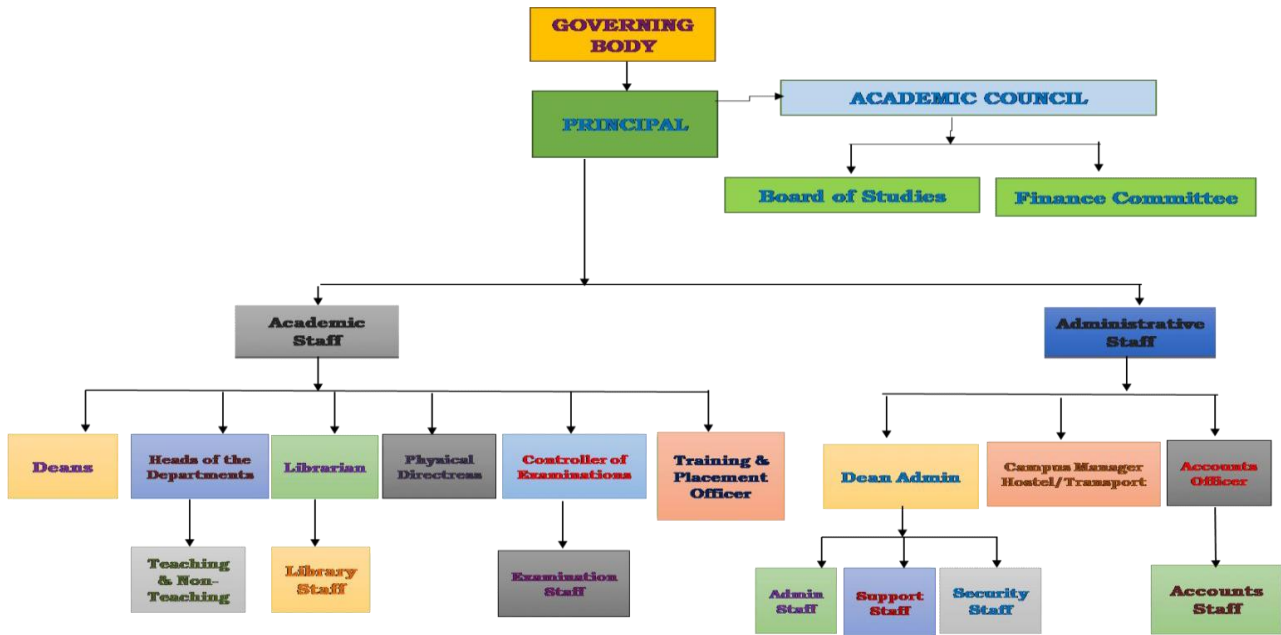 GOVERNING
BODY
PRINCIPAL
ACADEMIC COUNCIL
Board of Studies
Finance Committee
Academic
Staff
Administrative
Staff
Deans
Heads of the
Departments
Librarian
Physical
Directress
Controller of
Examinations
Training &
Placement
Officer
Dean Admin
Campus Manager
Hostel/Transport
Accounts
Officer
Teaching
& Non-
Teaching
Library
Staff
Examination
Staff
Admin
Staff
Support
Staff
Security
Staff
Accounts
Staff